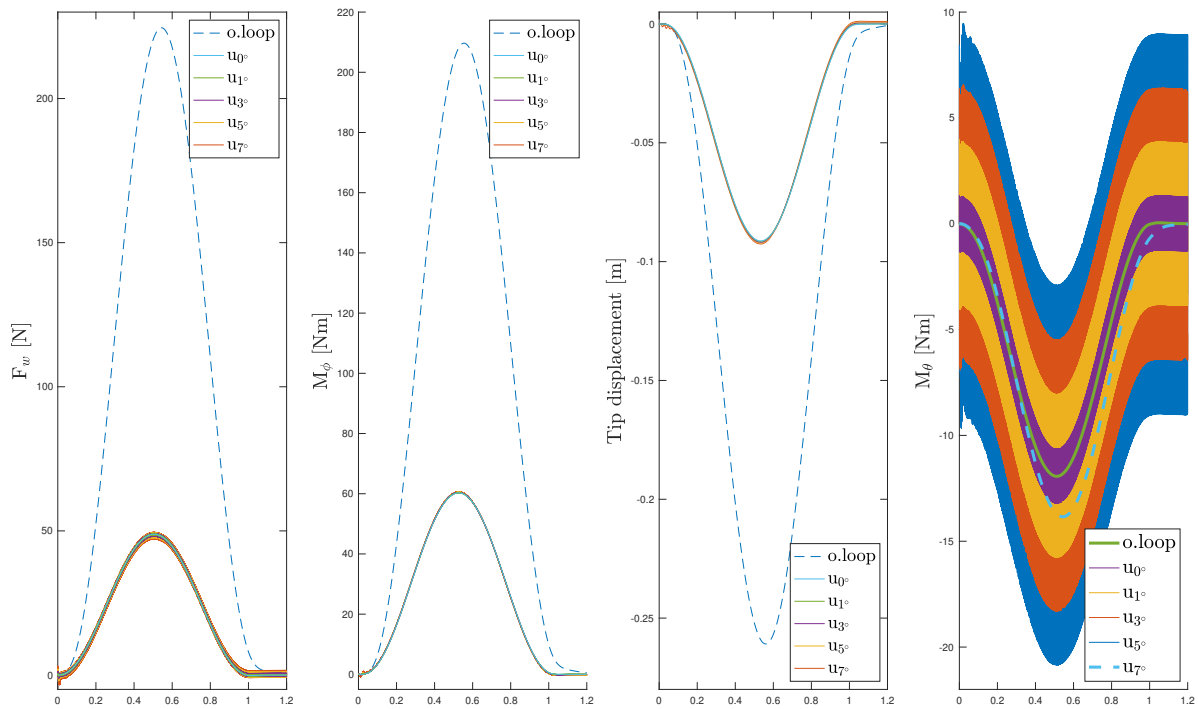 F_w [N]
230
200
150
100
50
0
0
0.2
0.4
0.6
0.8
1
1.2
o.loop
u_0°
u_1°
u_3°
u_5°
u_7°
M_ϕ [Nm]
220
200
180
160
140
120
100
80
60
40
20
0
0
0.2
0.4
0.6
0.8
1
1.2
o.loop
u_0°
u_1°
u_3°
u_5°
u_7°
Tip displacement [m]
0
-0.05
-0.1
-0.15
-0.2
-0.25
0
0.2
0.4
0.6
0.8
1
1.2
o.loop
u_0°
u_1°
u_3°
u_5°
u_7°
M_θ [Nm]
10
5
0
-5
-10
-15
-20
0
0.2
0.4
0.6
0.8
1
1.2
o.loop
u_0°
u_1°
u_3°
u_5°
u_7°